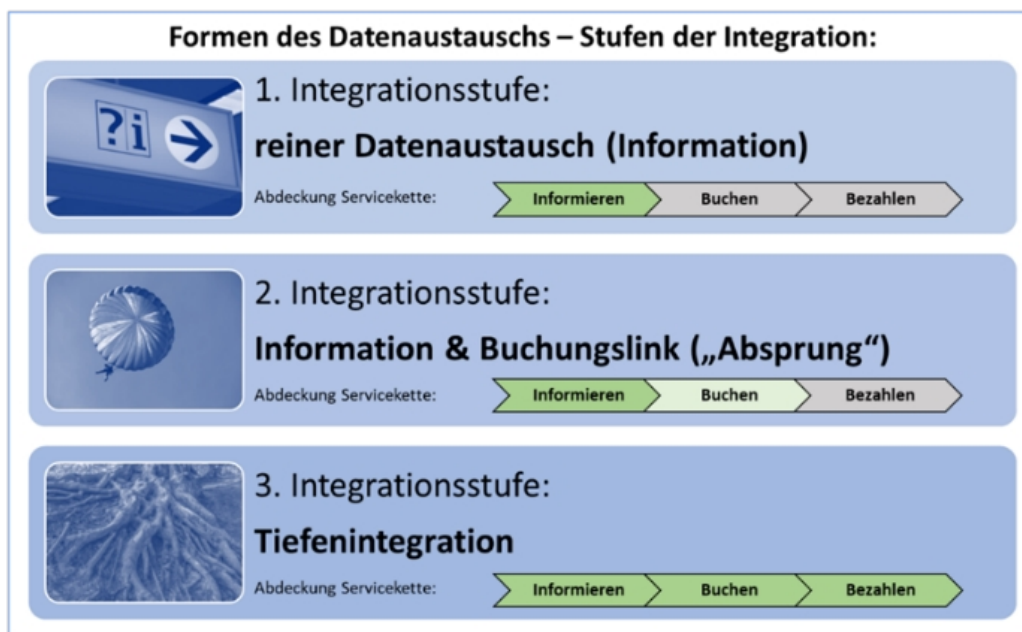 Formen des Datenaustauschs – Stufen der Integration:
?i
1. Integrationsstufe:
reiner Datenaustausch (Information)
Abdeckung Servicekette:
Informieren
Buchen
Bezahlen
2. Integrationsstufe:
Information & Buchungslink („Absprung“)
Abdeckung Servicekette:
Informieren
Buchen
Bezahlen
3. Integrationsstufe:
Tiefenintegration
Abdeckung Servicekette:
Informieren
Buchen
Bezahlen